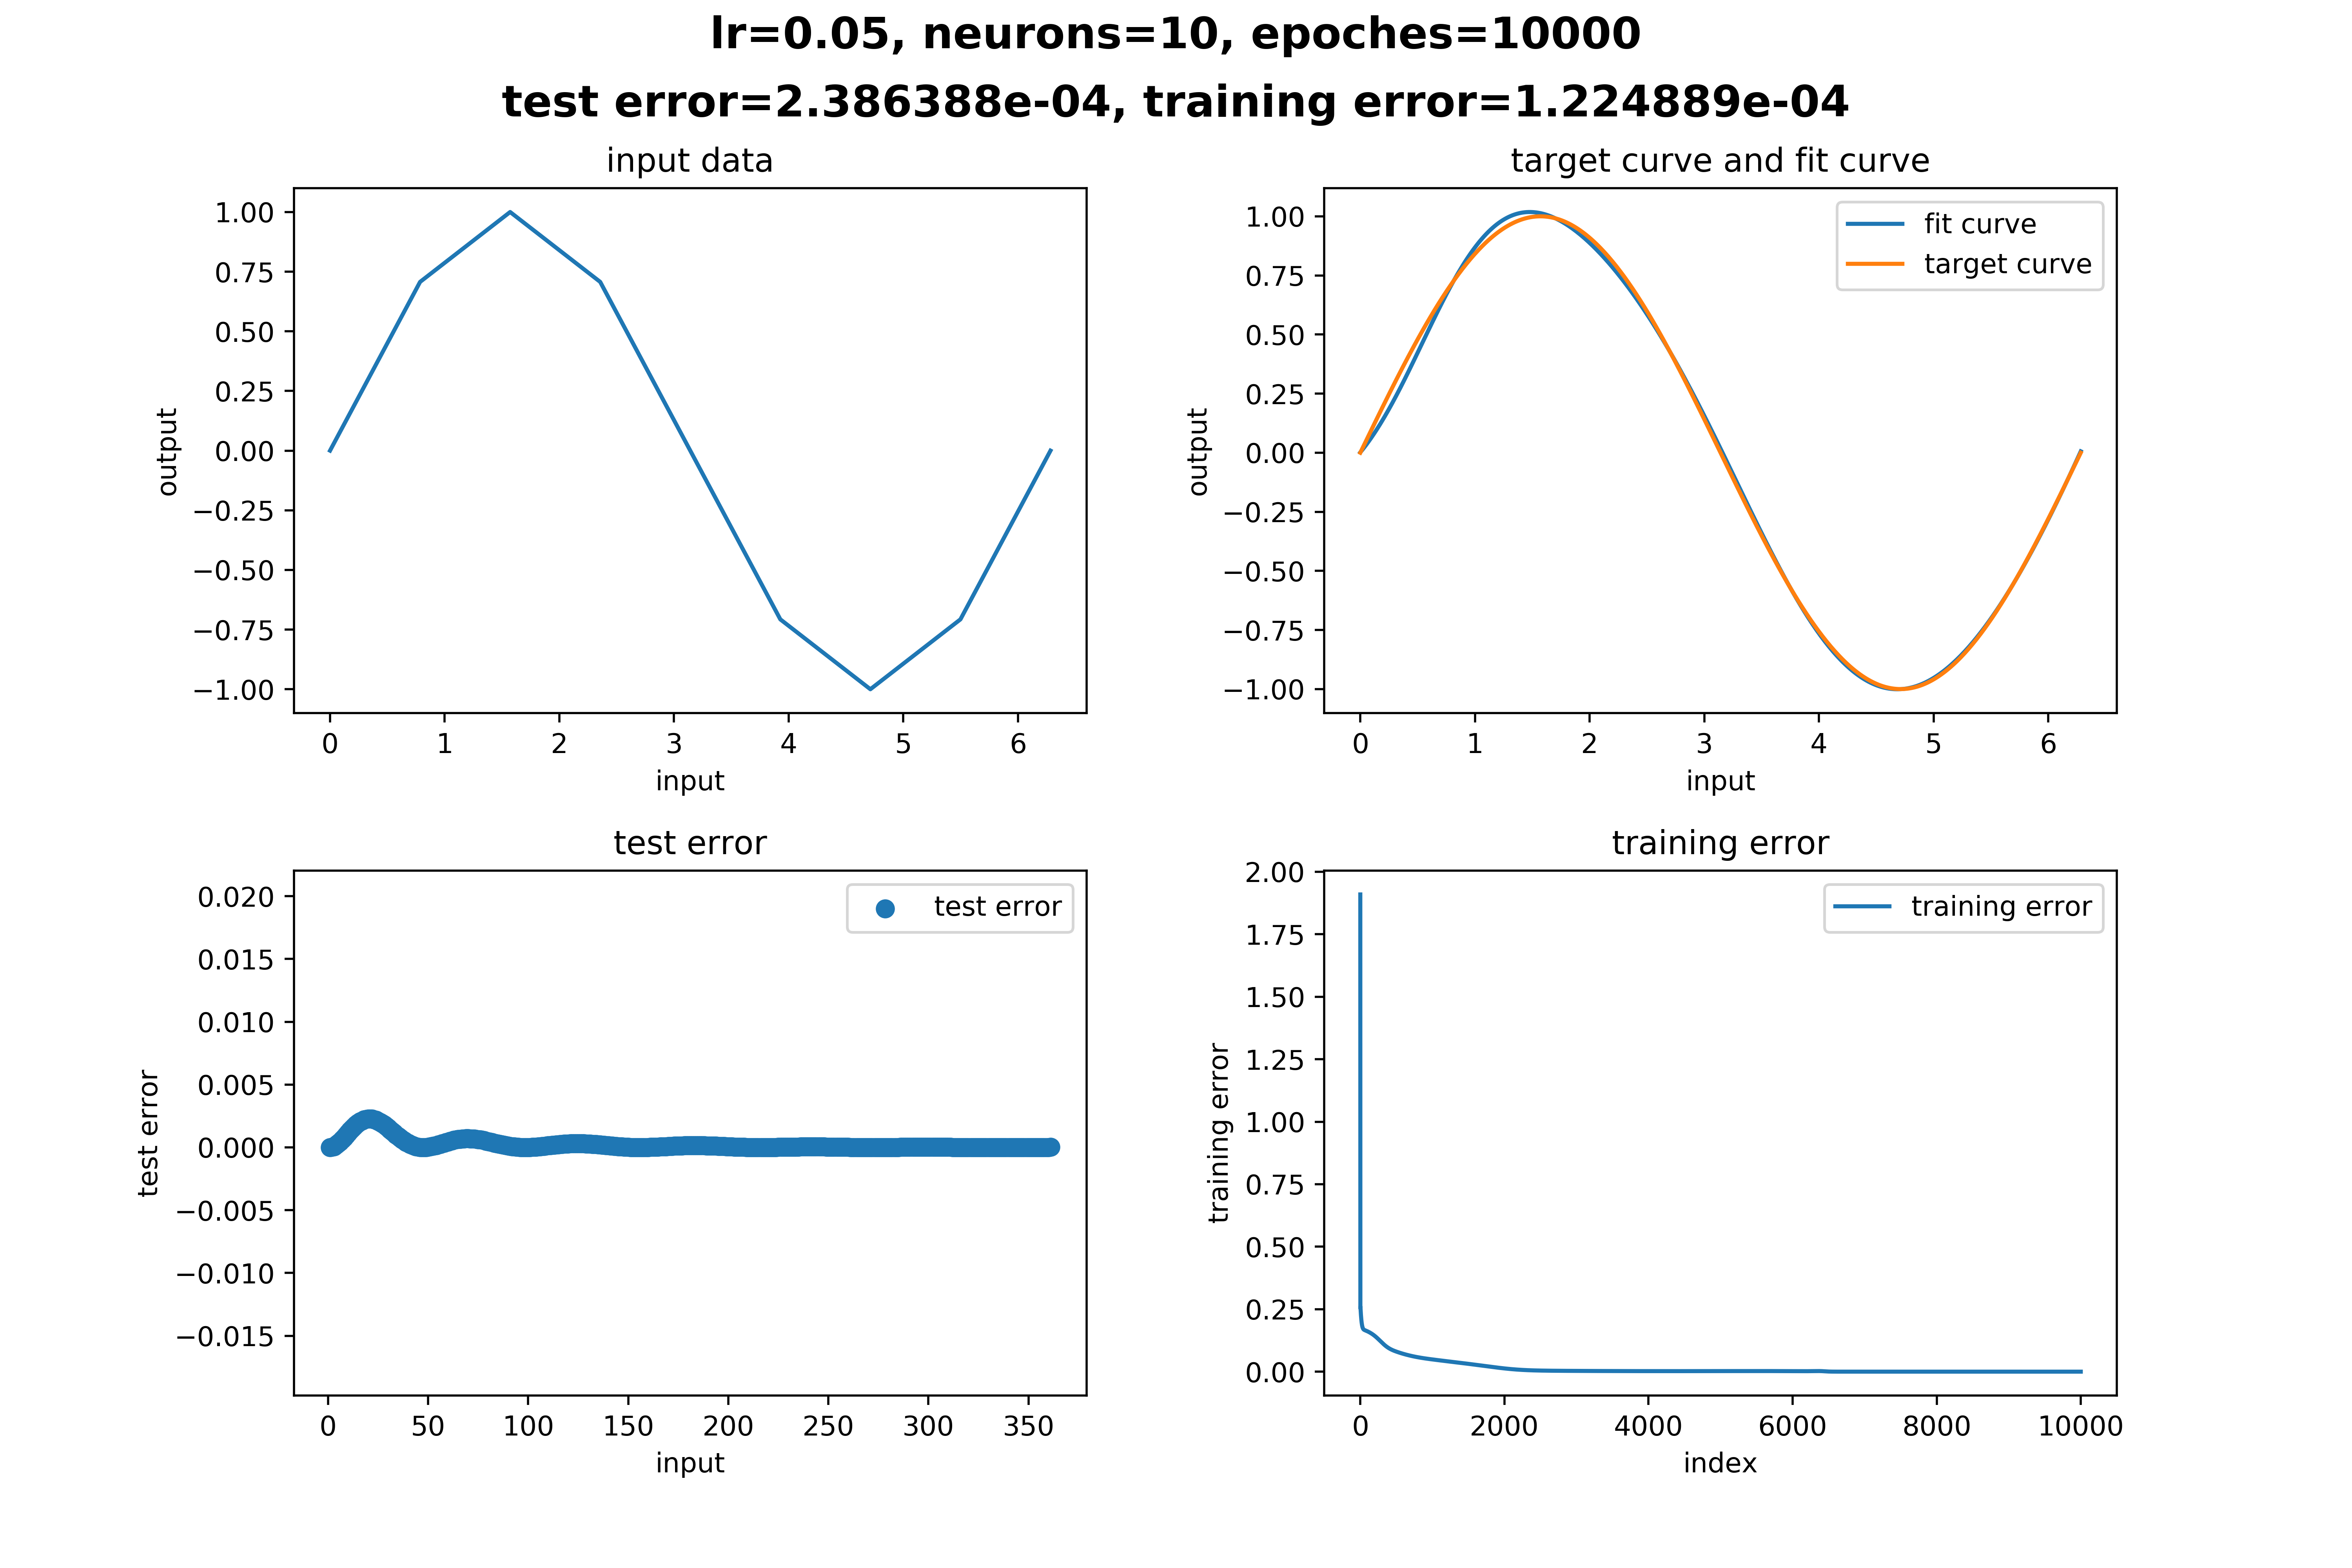 lr=0.05, neurons=10, epoches=10000
test error=2.386388e-04, training error=1.224889e-04
input data
1.00
0.75
0.50
0.25
0.00
−0.25
−0.50
−0.75
−1.00
output
0 1 2 3 4 5 6
input
target curve and fit curve
fit curve
target curve
1.00
0.75
0.50
0.25
0.00
−0.25
−0.50
−0.75
−1.00
output
0 1 2 3 4 5 6
input
test error
test error
0.020
0.015
0.010
0.005
0.000
−0.005
−0.010
−0.015
test error
0 50 100 150 200 250 300 350
input
training error
training error
2.00
1.75
1.50
1.25
1.00
0.75
0.50
0.25
0.00
training error
0 2000 4000 6000 8000 10000
index